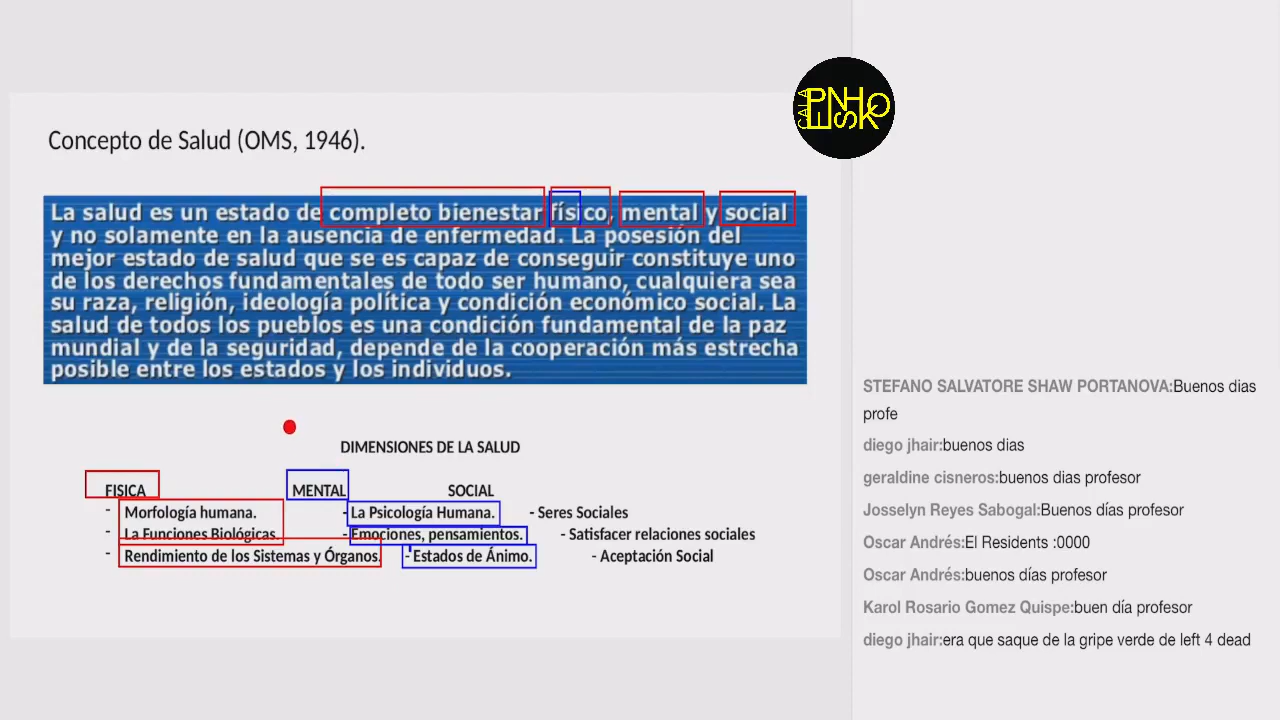 Concepto de Salud (OMS, 1946).
La salud es un estado de completo bienestar físico, mental y social
y no solamente en la ausencia de enfermedad. La posesión del
mejor estado de salud que se es capaz de conseguir constituye uno
de los derechos fundamentales de todo ser humano, cualquiera sea
su raza, religión, ideología política y condición económico social. La
salud de todos los pueblos es una condición fundamental de la paz
mundial y de la seguridad, depende de la cooperación más estrecha
posible entre los estados y los individuos.
DIMENSIONES DE LA SALUD
FISICA MENTAL SOCIAL
- Morfología humana. - La Psicología Humana. - Seres Sociales
- La Funciones Biológicas. - Emociones, pensamientos. - Satisfacer relaciones sociales
- Rendimiento de los Sistemas y Órganos. - Estados de Ánimo. - Aceptación Social
STEFANO SALVATORE SHAW PORTANOVA:Buenos dias
profe
diego jhair:buenos dias
geraldine cisneros:buenos dias profesor
Josselyn Reyes Sabogal:Buenos días profesor
Oscar Andrés:El Residents :0000
Oscar Andrés:buenos días profesor
Karol Rosario Gomez Quispe:buen día profesor
diego jhair:era que saque de la gripe verde de left 4 dead